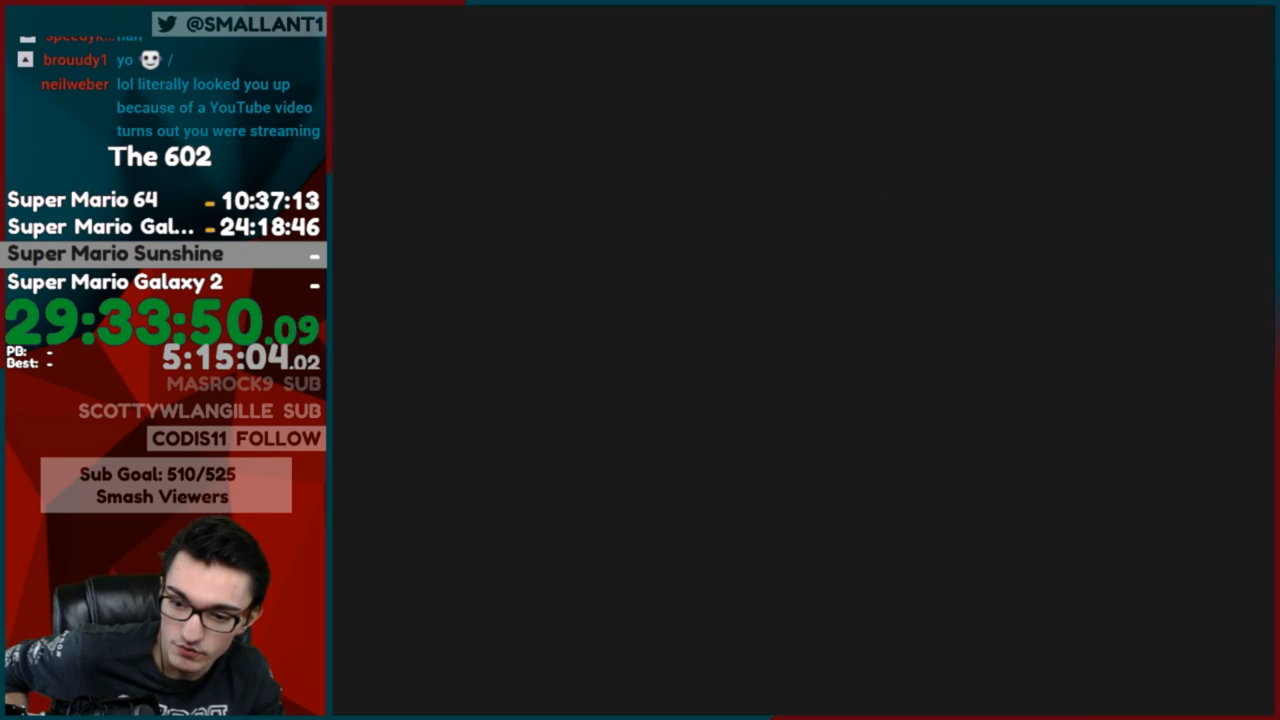 @SMALLANT1
brouudy1 yo /
neilweber lol literally looked you up
because of a YouTube video
turns out you were streaming
The 602
Super Mario 64 - 10:37:13
Super Mario Gal... - 24:18:46
Super Mario Sunshine -
Super Mario Galaxy 2 -
29:33:50.09
PB: -
Best: -
5:15:04.02
MASROCK9 SUB
SCOTTYWLANGILLE SUB
CODIS11 FOLLOW
Sub Goal: 510/525
Smash Viewers